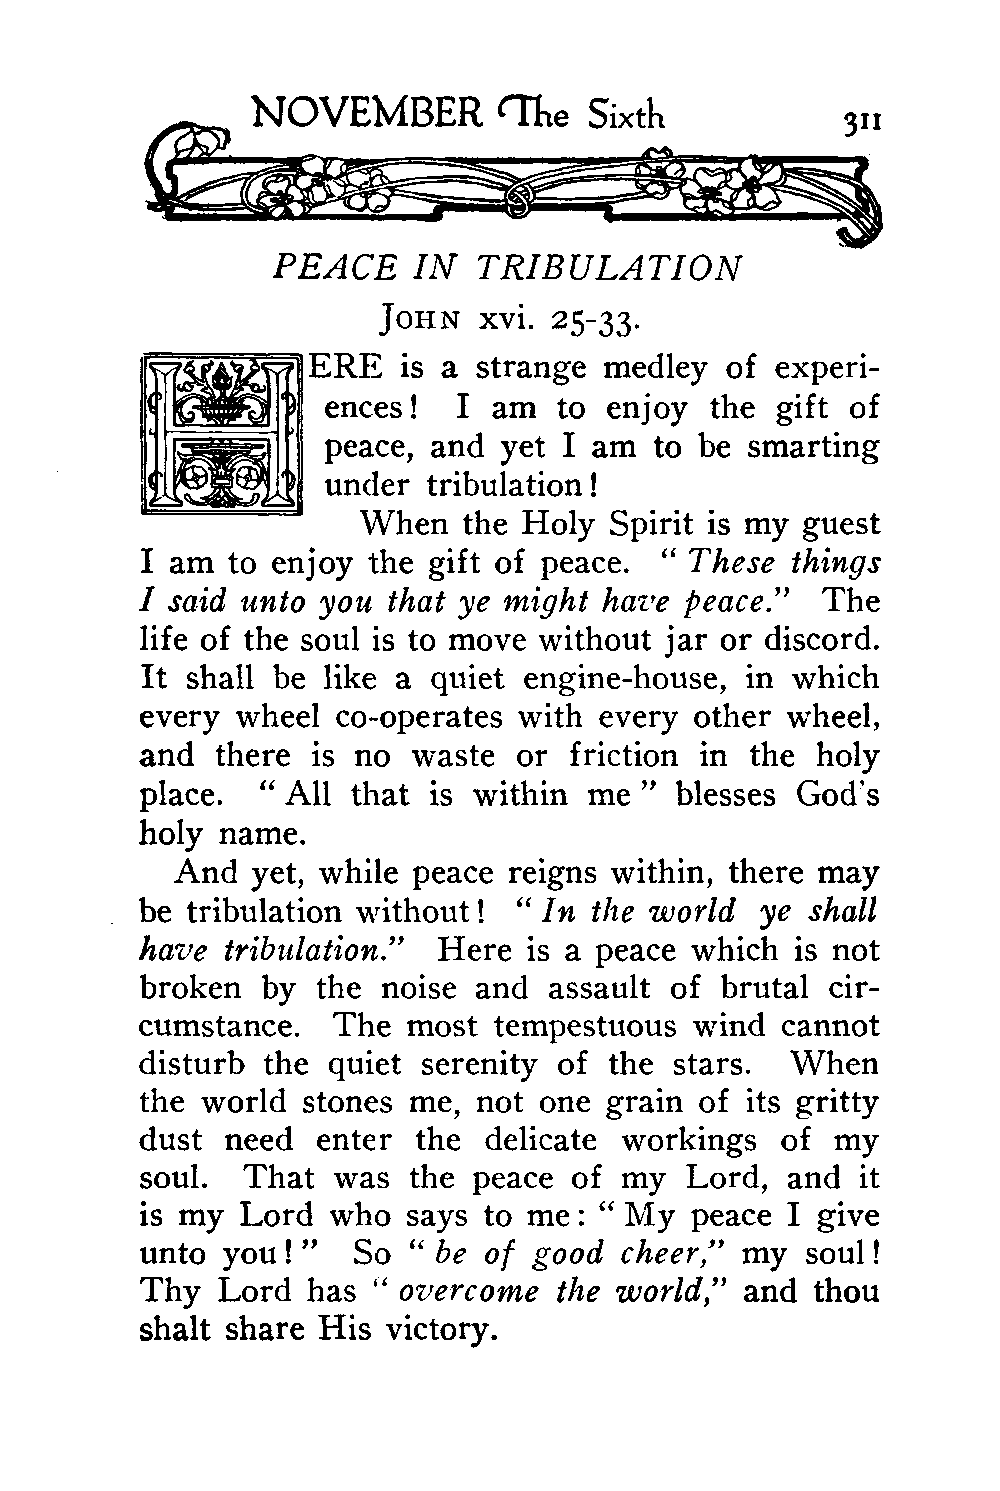 NOVEMBER The Sixth 311
PEACE IN TRIBULATION
JOHN xvi. 25-33.
HERE is a strange medley of experi-
ences! I am to enjoy the gift of
peace, and yet I am to be smarting
under tribulation!
When the Holy Spirit is my guest
I am to enjoy the gift of peace. “ These things
I said unto you that ye might have peace.” The
life of the soul is to move without jar or discord.
It shall be like a quiet engine-house, in which
every wheel co-operates with every other wheel,
and there is no waste or friction in the holy
place. “ All that is within me ” blesses God's
holy name.
And yet, while peace reigns within, there may
be tribulation without! “ In the world ye shall
have tribulation.” Here is a peace which is not
broken by the noise and assault of brutal cir-
cumstance. The most tempestuous wind cannot
disturb the quiet serenity of the stars. When
the world stones me, not one grain of its gritty
dust need enter the delicate workings of my
soul. That was the peace of my Lord, and it
is my Lord who says to me: “ My peace I give
unto you! ” So “ be of good cheer,” my soul!
Thy Lord has “ overcome the world,” and thou
shalt share His victory.